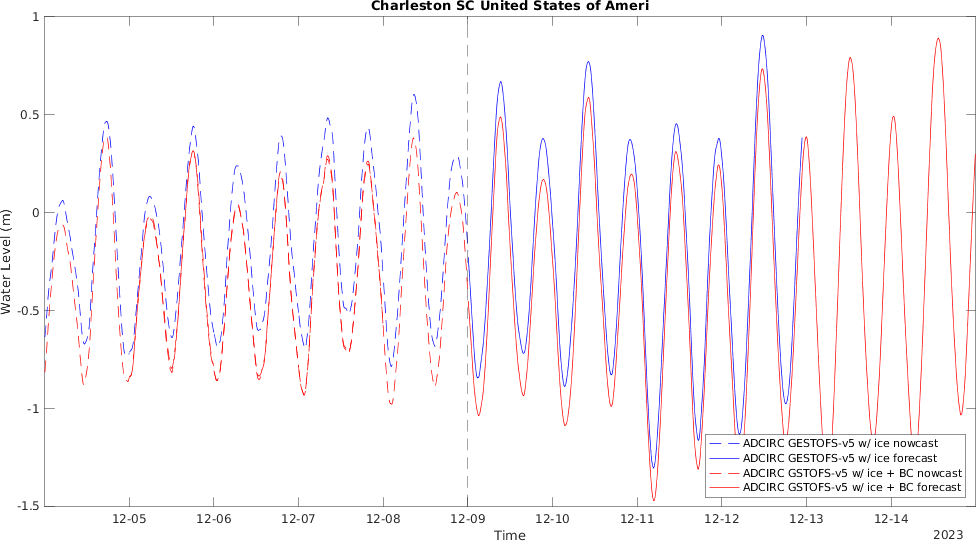 Charleston SC United States of Ameri
1
0.5
0
-0.5
-1
-1.5
Water Level (m)
ADCIRC GESTOFS-v5 w/ ice nowcast
ADCIRC GESTOFS-v5 w/ ice forecast
ADCIRC GSTOFS-v5 w/ ice + BC nowcast
ADCIRC GSTOFS-v5 w/ ice + BC forecast
12-05 12-06 12-07 12-08 12-09 12-10 12-11 12-12 12-13 12-14
Time
2023